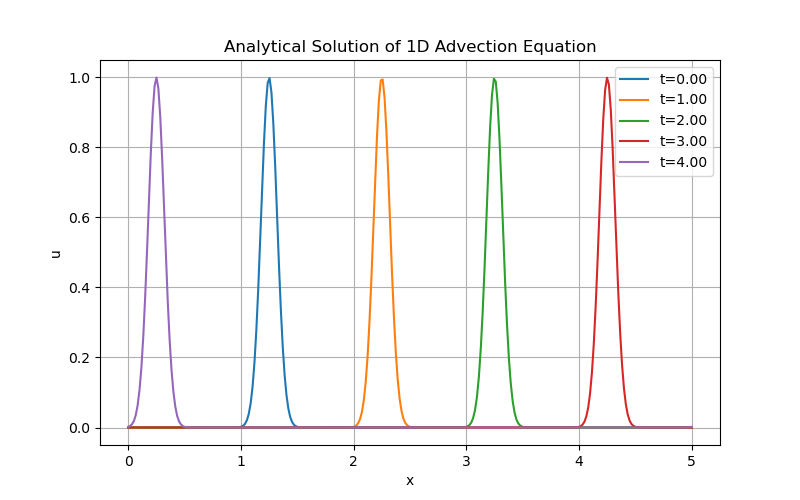 Analytical Solution of 1D Advection Equation
t=0.00
t=1.00
t=2.00
t=3.00
t=4.00
1.0
0.8
0.6
0.4
0.2
0.0
u
0 1 2 3 4 5
x